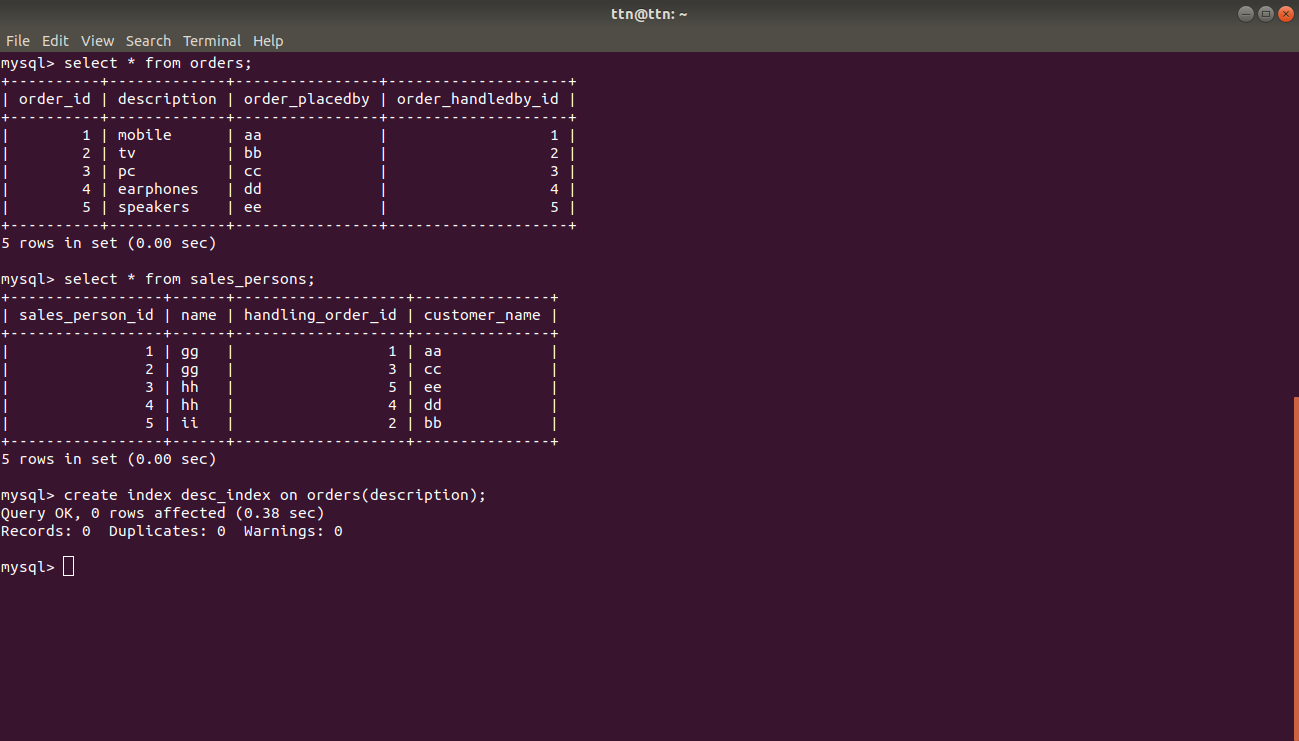 ttn@ttn: ~
File Edit View Search Terminal Help
mysql> select * from orders;
+----------+-------------+----------------+--------------------+
| order_id | description | order_placedby | order_handledby_id |
+----------+-------------+----------------+--------------------+
|        1 | mobile      | aa             |                  1 |
|        2 | tv          | bb             |                  2 |
|        3 | pc          | cc             |                  3 |
|        4 | earphones   | dd             |                  4 |
|        5 | speakers    | ee             |                  5 |
+----------+-------------+----------------+--------------------+
5 rows in set (0.00 sec)

mysql> select * from sales_persons;
+-----------------+------+-------------------+---------------+
| sales_person_id | name | handling_order_id | customer_name |
+-----------------+------+-------------------+---------------+
|               1 | gg   |                 1 | aa            |
|               2 | gg   |                 3 | cc            |
|               3 | hh   |                 5 | ee            |
|               4 | hh   |                 4 | dd            |
|               5 | ii   |                 2 | bb            |
+-----------------+------+-------------------+---------------+
5 rows in set (0.00 sec)

mysql> create index desc_index on orders(description);
Query OK, 0 rows affected (0.38 sec)
Records: 0  Duplicates: 0  Warnings: 0

mysql>